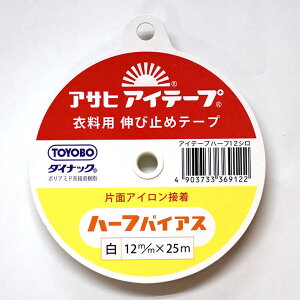 アサヒ アイテープ®
衣料用 伸び止めテープ
アイテープハーフ12シロ
TOYOBO
ダイナック®
ポリアミド系接着樹脂
4 903733 369122
片面アイロン接着
ハーフバイアス
白 12m/m×25m